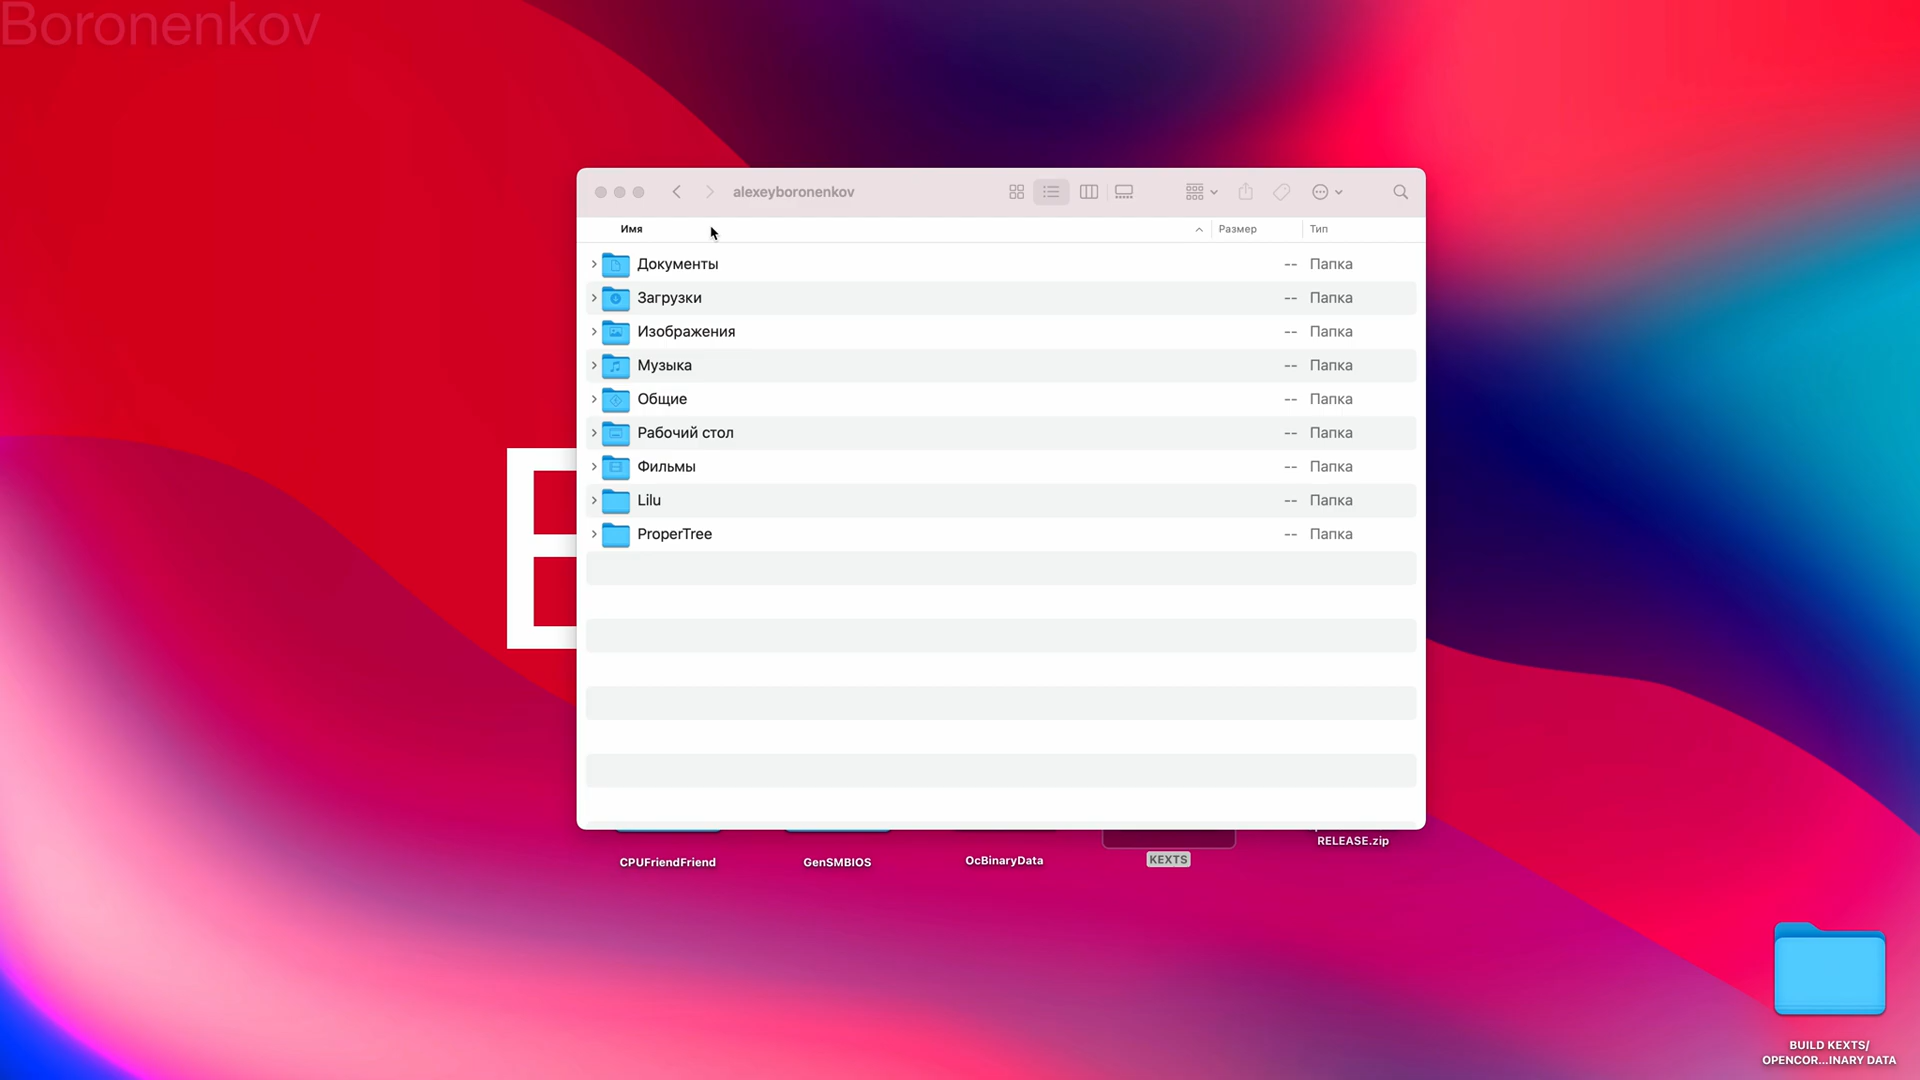 Boronenkov
alexeyboronenkov
Имя
Размер
Тип
Документы -- Папка
Загрузки -- Папка
Изображения -- Папка
Музыка -- Папка
Общие -- Папка
Рабочий стол -- Папка
Фильмы -- Папка
Lilu -- Папка
ProperTree -- Папка
RELEASE.zip
CPUFriendFriend
GenSMBIOS
OcBinaryData
KEXTS
BUILD KEXTS/
OPENCOR...INARY DATA